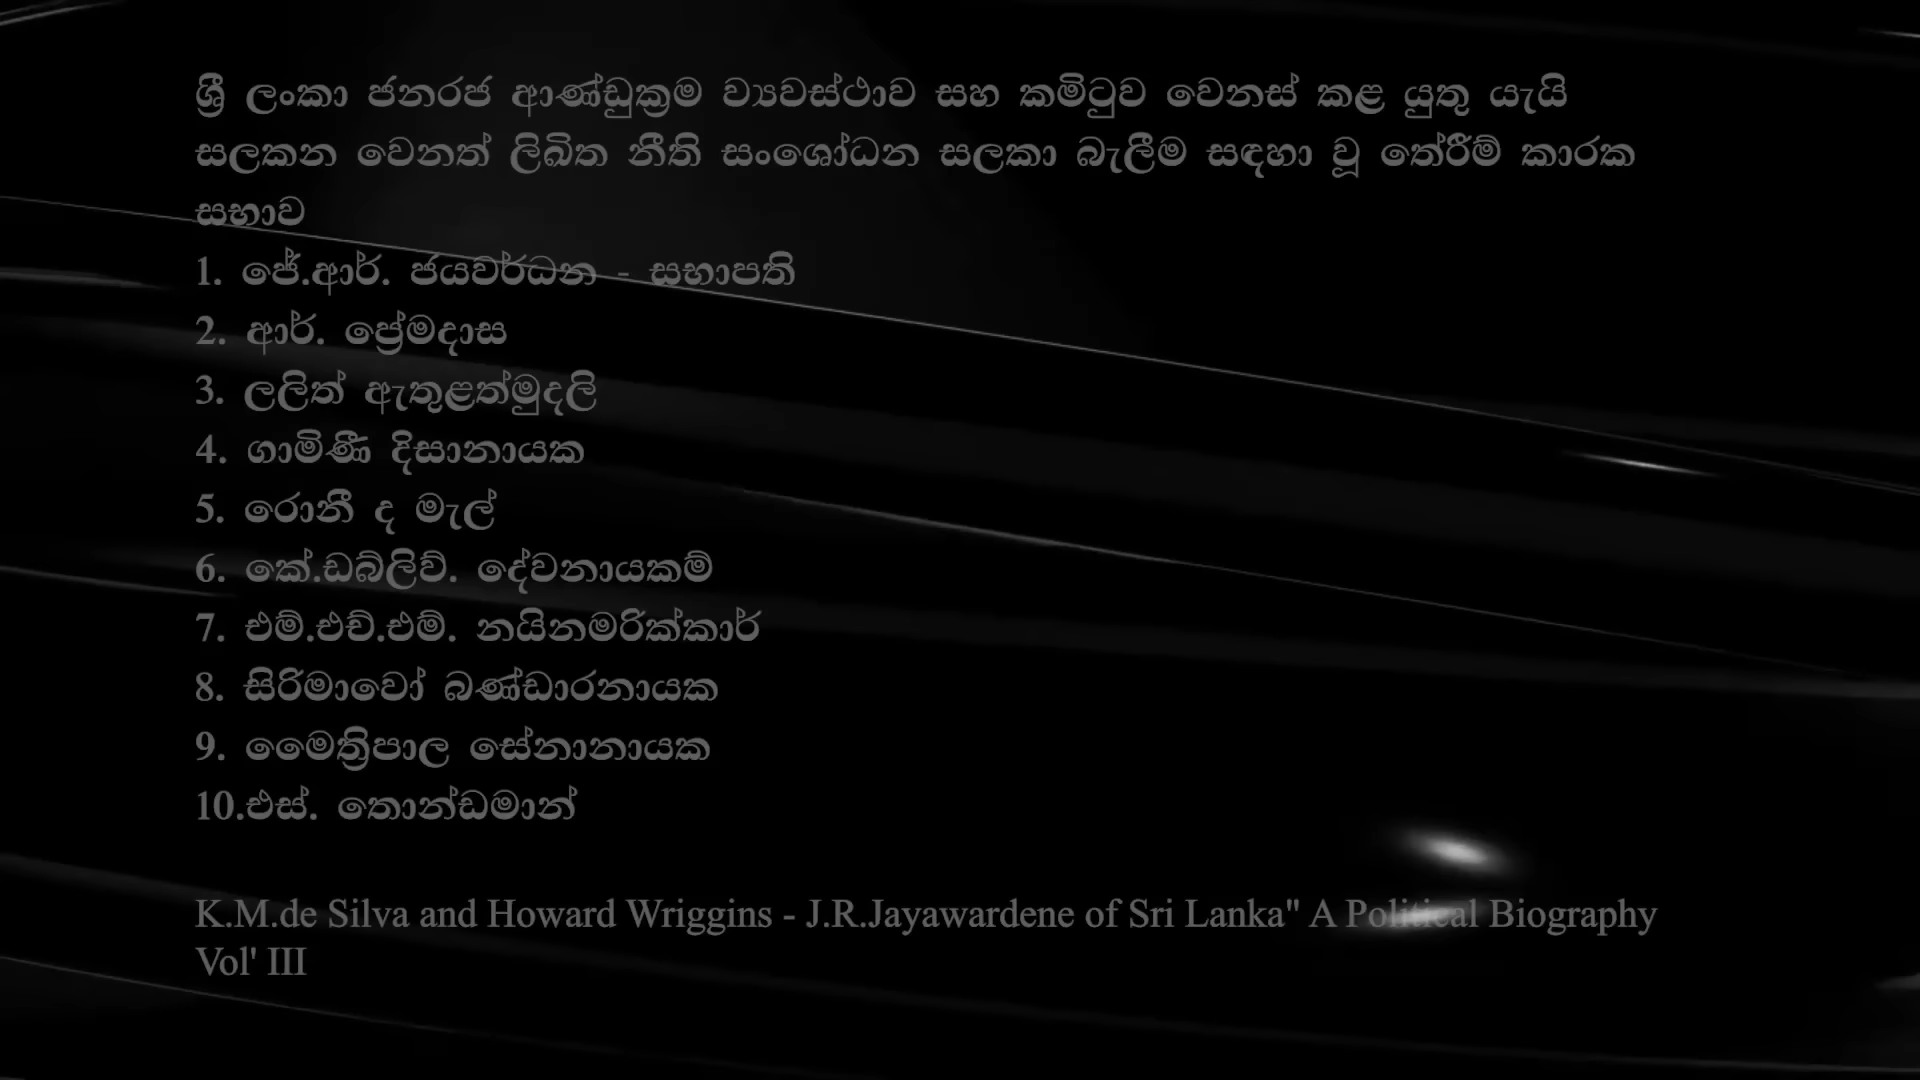 ශ්‍රී ලංකා ජනරජ ආණ්ඩුක්‍රම ව්‍යවස්ථාව සහ කමිටුව වෙනස් කළ යුතු යැයි
සලකන වෙනත් ලිඛිත නීති සංශෝධන සලකා බැලීම සඳහා වූ තේරීම් කාරක
සභාව
1. ජේ.ආර්. ජයවර්ධන - සභාපති
2. ආර්. ප්‍රේමදාස
3. ලලිත් ඇතුළත්මුදලි
4. ගාමිණී දිසානායක
5. රොනී ද මැල්
6. කේ.ඩබ්ලිව්. දේවනායකම්
7. එම්.එච්.එම්. නයිනමරික්කාර්
8. සිරිමාවෝ බණ්ඩාරනායක
9. මෛත්‍රිපාල සේනානායක
10.එස්. තොන්ඩමාන්
K.M.de Silva and Howard Wriggins - J.R.Jayawardene of Sri Lanka" A Political Biography
Vol' III